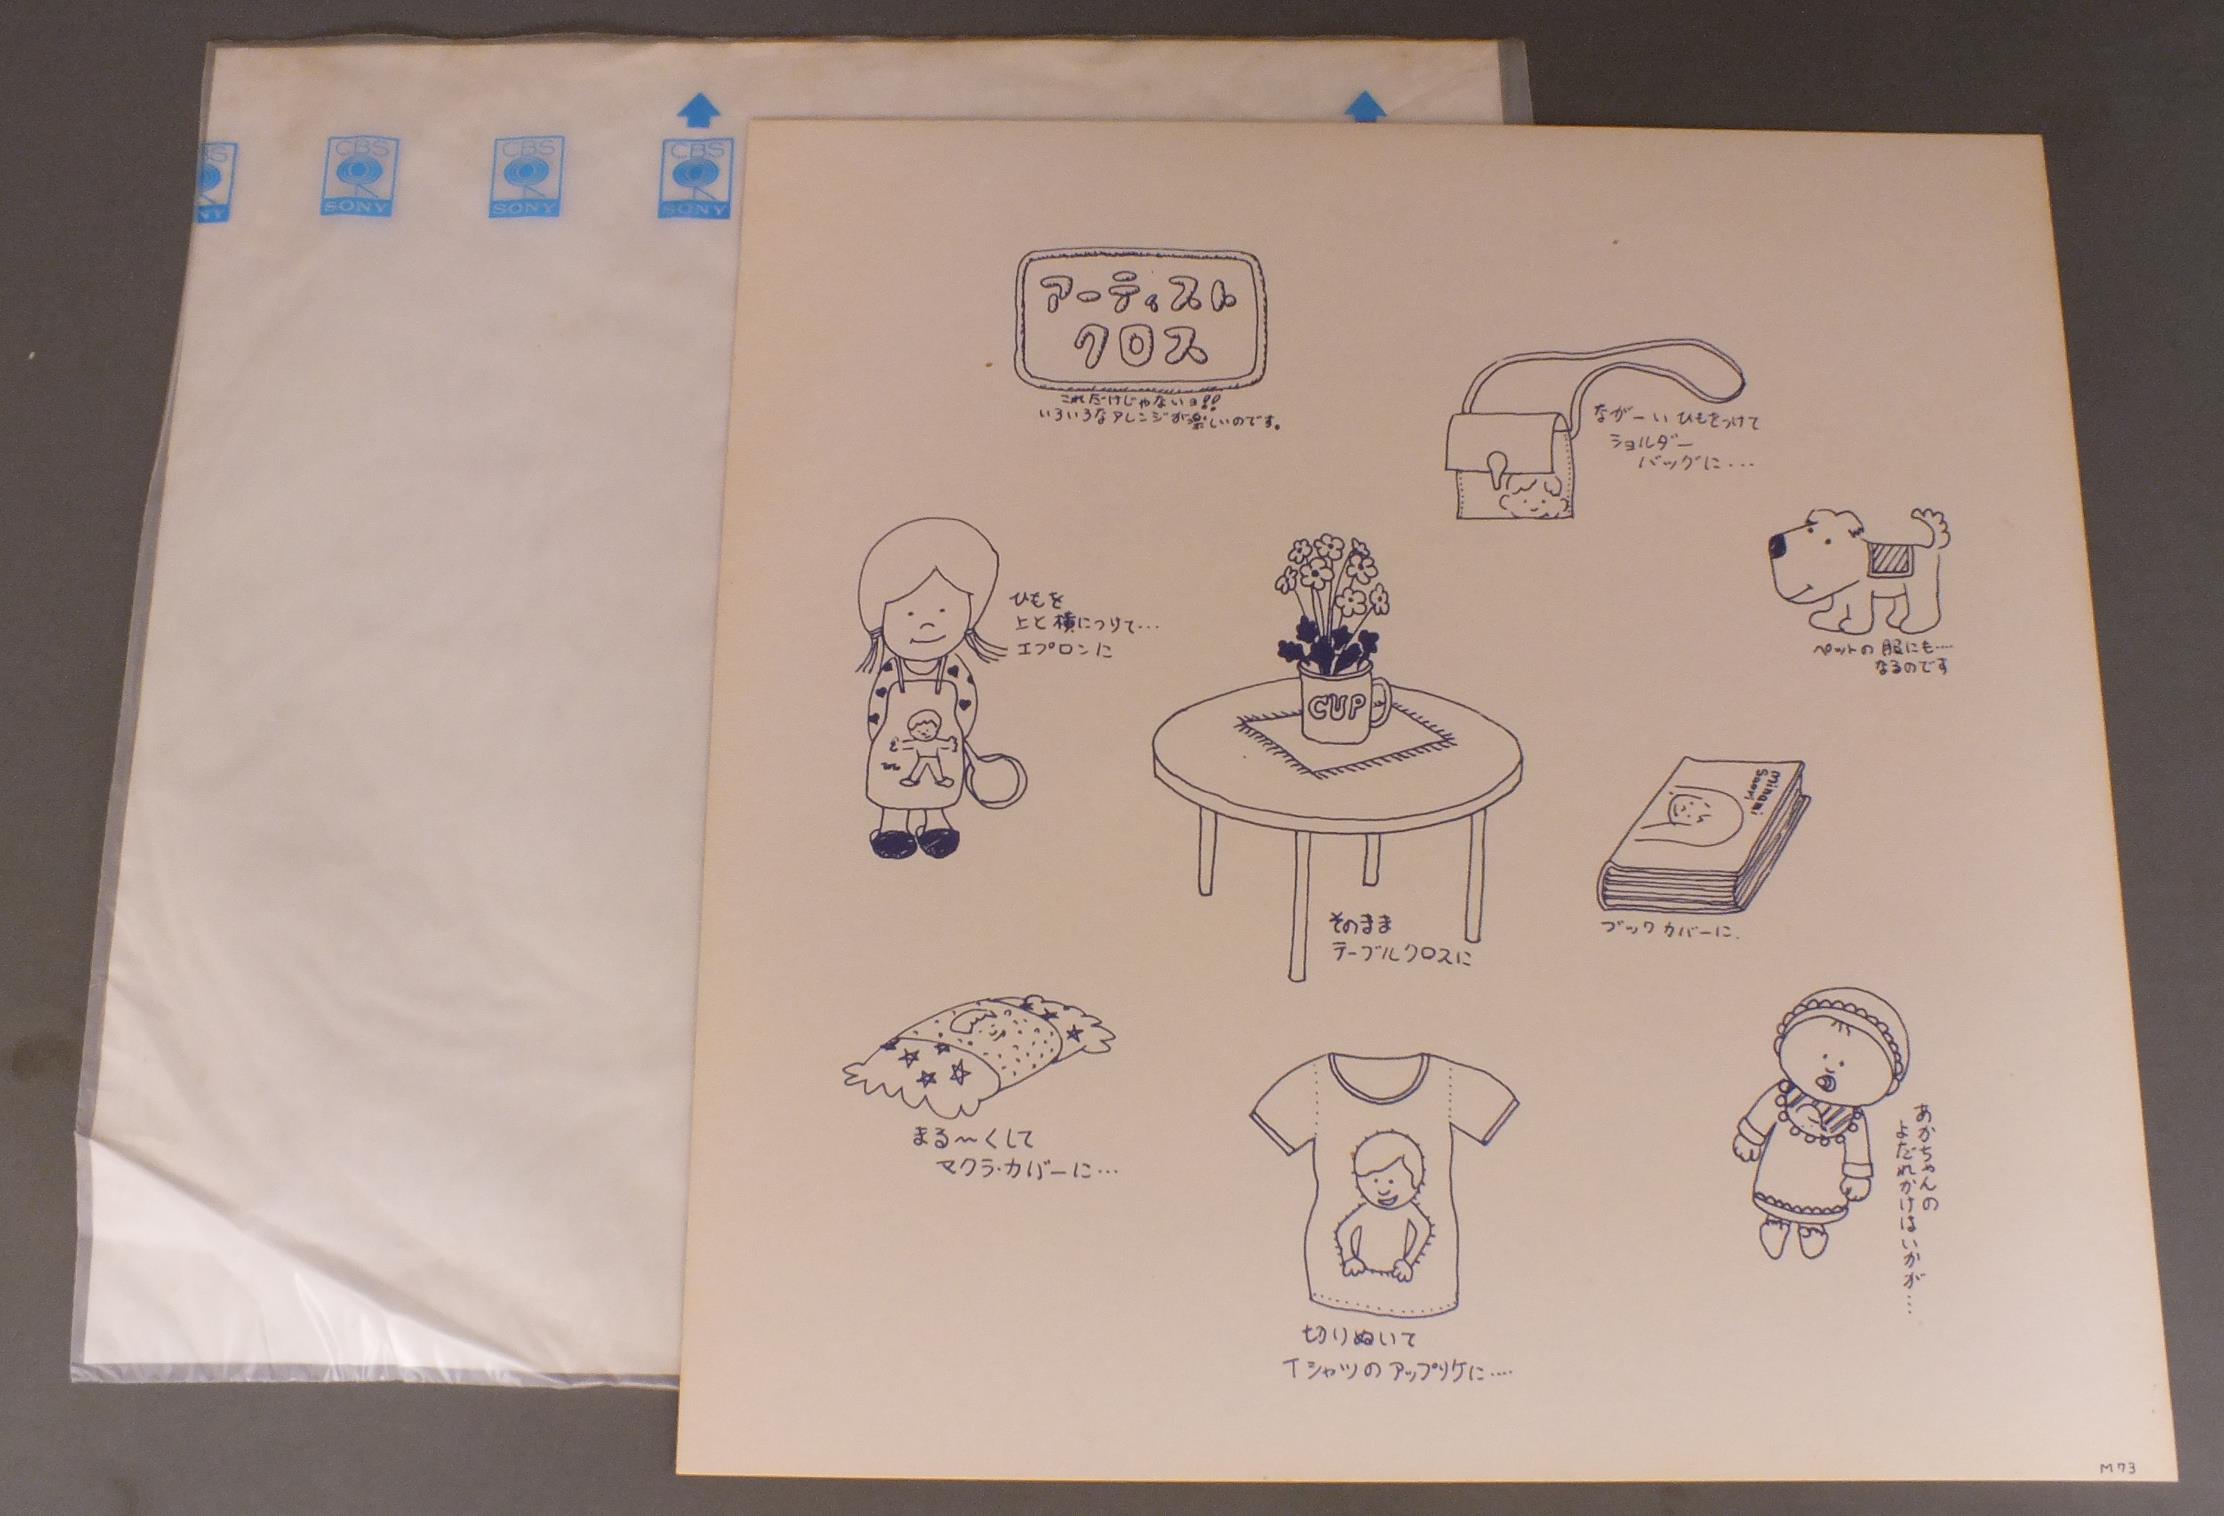 CBS
SONY
CBS
SONY
CBS
SONY
アーティスト
クロス
これだけじゃないョ!!
いろいろなアレンジが楽しいのです。
ながーいひもをつけて
ショルダー
バッグに・・・
ひもを
上と横につけて・・・
エプロンに
CUP
ペットの服にも・・・・
なるのです
Minami
Saori
ブックカバーに.
そのまま
テーブルクロスに
まる〜くして
マクラ・カバーに・・・
切りぬいて
Tシャツのアップリケに・・・・
あかちゃんの
よだれかけはいかが・・・・
M73